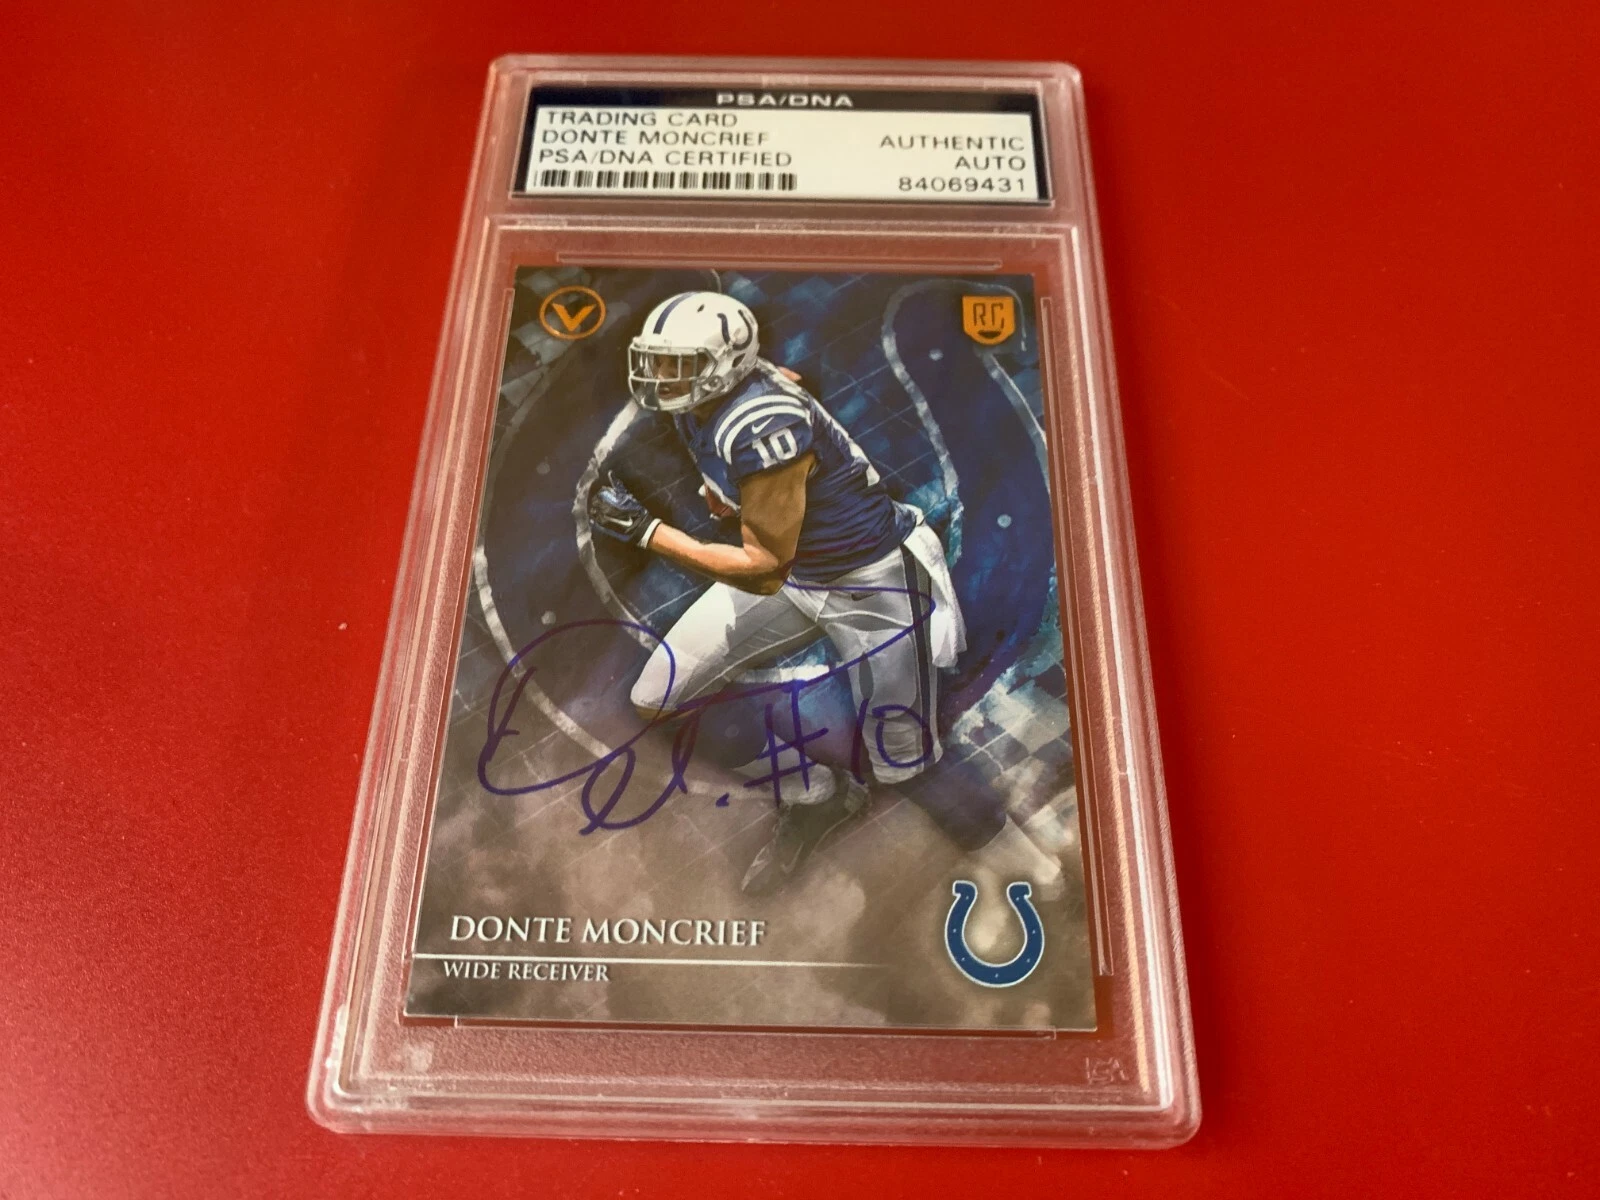 PSA/DNA
TRADING CARD
DONTE MONCRIEF AUTHENTIC
PSA/DNA CERTIFIED AUTO
84069431
V RC
10
#10
DONTE MONCRIEF
WIDE RECEIVER